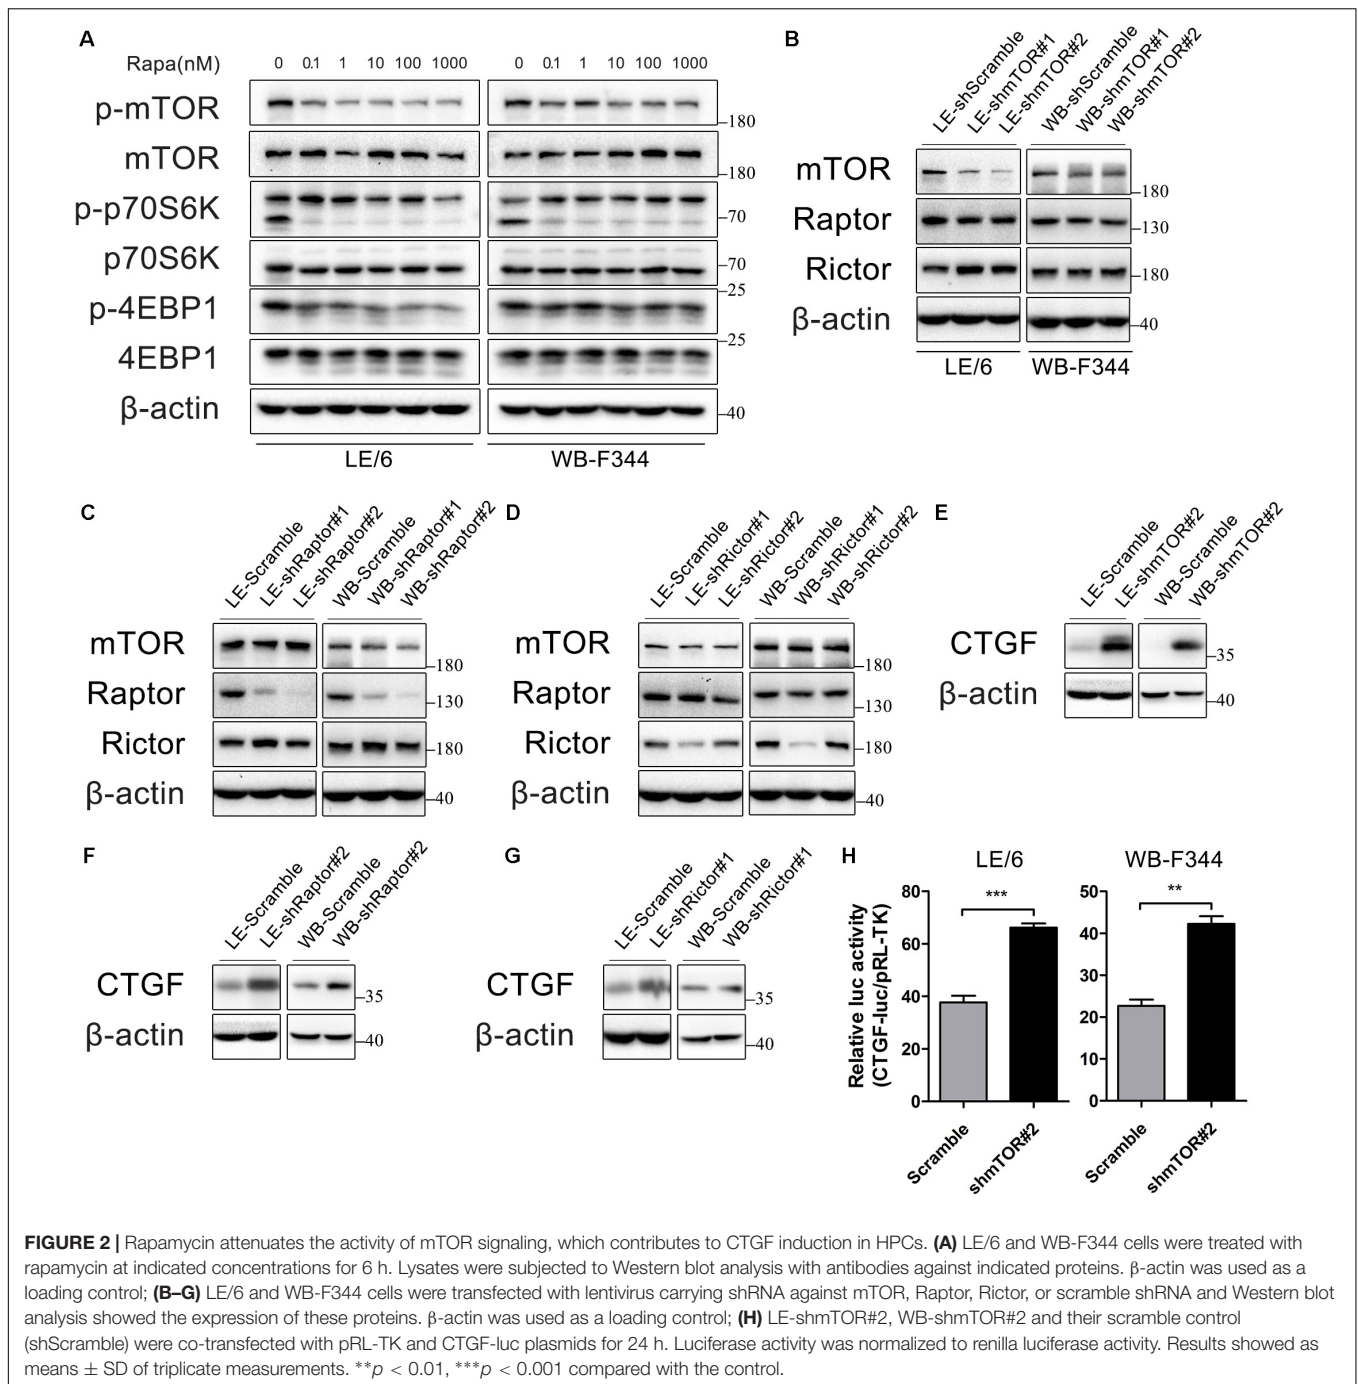 A
Rapa(nM) 0 0.1 1 10 100 1000 0 0.1 1 10 100 1000
p-mTOR
180
mTOR
180
p-p70S6K
70
p70S6K
70
p-4EBP1
25
4EBP1
25
β-actin
40
LE/6 WB-F344
B
LE-shScramble
LE-shmTOR#1
LE-shmTOR#2
WB-shScramble
WB-shmTOR#1
WB-shmTOR#2
mTOR
180
Raptor
130
Rictor
180
β-actin
40
LE/6 WB-F344
C
LE-Scramble
LE-shRaptor#1
LE-shRaptor#2
WB-Scramble
WB-shRaptor#1
WB-shRaptor#2
mTOR
180
Raptor
130
Rictor
180
β-actin
40
D
LE-Scramble
LE-shRictor#1
LE-shRictor#2
WB-Scramble
WB-shRictor#1
WB-shRictor#2
mTOR
180
Raptor
130
Rictor
180
β-actin
40
E
LE-Scramble
LE-shmTOR#2
WB-Scramble
WB-shmTOR#2
CTGF
35
β-actin
40
F
LE-Scramble
LE-shRaptor#2
WB-Scramble
WB-shRaptor#2
CTGF
35
β-actin
40
G
LE-Scramble
LE-shRictor#1
WB-Scramble
WB-shRictor#1
CTGF
35
β-actin
40
H
LE/6
Relative luc activity
(CTGF-luc/pRL-TK)
80
60
40
20
0
***
Scramble
shmTOR#2
WB-F344
50
40
30
20
10
0
**
Scramble
shmTOR#2
FIGURE 2 | Rapamycin attenuates the activity of mTOR signaling, which contributes to CTGF induction in HPCs. (A) LE/6 and WB-F344 cells were treated with
rapamycin at indicated concentrations for 6 h. Lysates were subjected to Western blot analysis with antibodies against indicated proteins. β-actin was used as a
loading control; (B–G) LE/6 and WB-F344 cells were transfected with lentivirus carrying shRNA against mTOR, Raptor, Rictor, or scramble shRNA and Western blot
analysis showed the expression of these proteins. β-actin was used as a loading control; (H) LE-shmTOR#2, WB-shmTOR#2 and their scramble control
(shScramble) were co-transfected with pRL-TK and CTGF-luc plasmids for 24 h. Luciferase activity was normalized to renilla luciferase activity. Results showed as
means ± SD of triplicate measurements. **p < 0.01, ***p < 0.001 compared with the control.